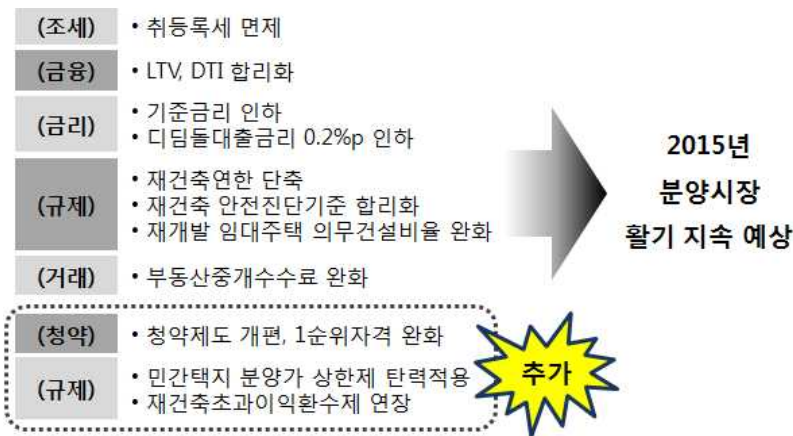 (조세)
• 취등록세 면제
(금융)
• LTV, DTI 합리화
(금리)
• 기준금리 인하
• 디딤돌대출금리 0.2%p 인하
(규제)
• 재건축연한 단축
• 재건축 안전진단기준 합리화
• 재개발 임대주택 의무건설비율 완화
(거래)
• 부동산중개수수료 완화
(청약)
• 청약제도 개편, 1순위자격 완화
(규제)
• 민간택지 분양가 상한제 탄력적용
• 재건축초과이익환수제 연장
추가
2015년
분양시장
활기 지속 예상